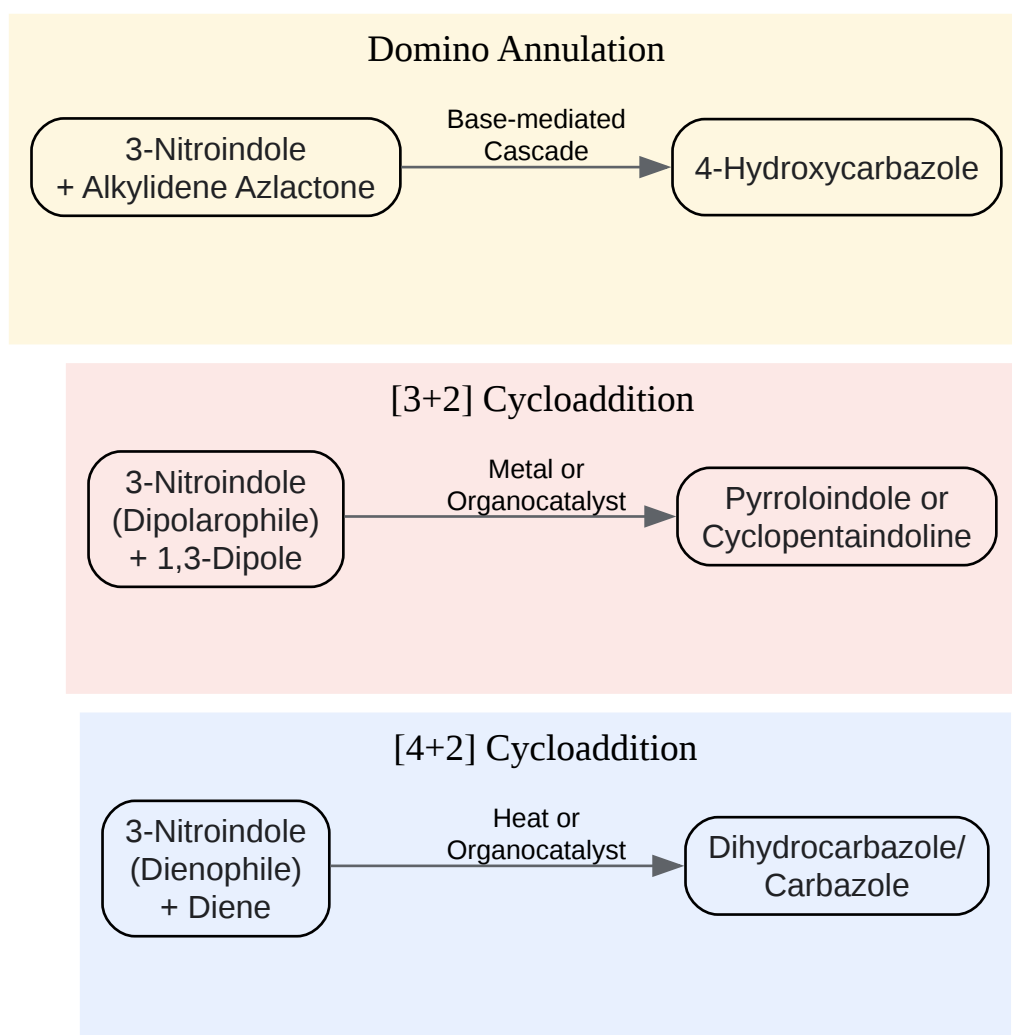 Domino Annulation
3-Nitroindole
+ Alkylidene Azlactone
Base-mediated
Cascade
4-Hydroxycarbazole
[3+2] Cycloaddition
3-Nitroindole
(Dipolarophile)
+ 1,3-Dipole
Metal or
Organocatalyst
Pyrroloindole or
Cyclopentaindoline
[4+2] Cycloaddition
3-Nitroindole
(Dienophile)
+ Diene
Heat or
Organocatalyst
Dihydrocarbazole/
Carbazole